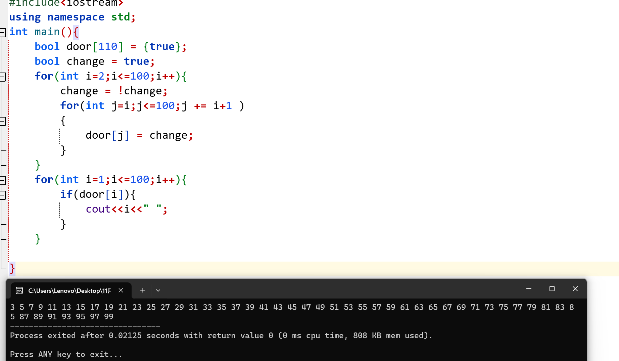 #include<iostream>
using namespace std;
int main(){
bool door[110] = {true};
bool change = true;
for(int i=2;i<=100;i++){
change = !change;
for(int j=i;j<=100;j += i+1 )
{
door[j] = change;
}
}
for(int i=1;i<=100;i++){
if(door[i]){
cout<<i<<" ";
}
}
}
C:\Users\Lenovo\Desktop\11F
3 5 7 9 11 13 15 17 19 21 23 25 27 29 31 33 35 37 39 41 43 45 47 49 51 53 55 57 59 61 63 65 67 69 71 73 75 77 79 81 83 8
5 87 89 91 93 95 97 99
--------------------------------
Process exited after 0.02125 seconds with return value 0 (0 ms cpu time, 808 KB mem used).
Press ANY key to exit...